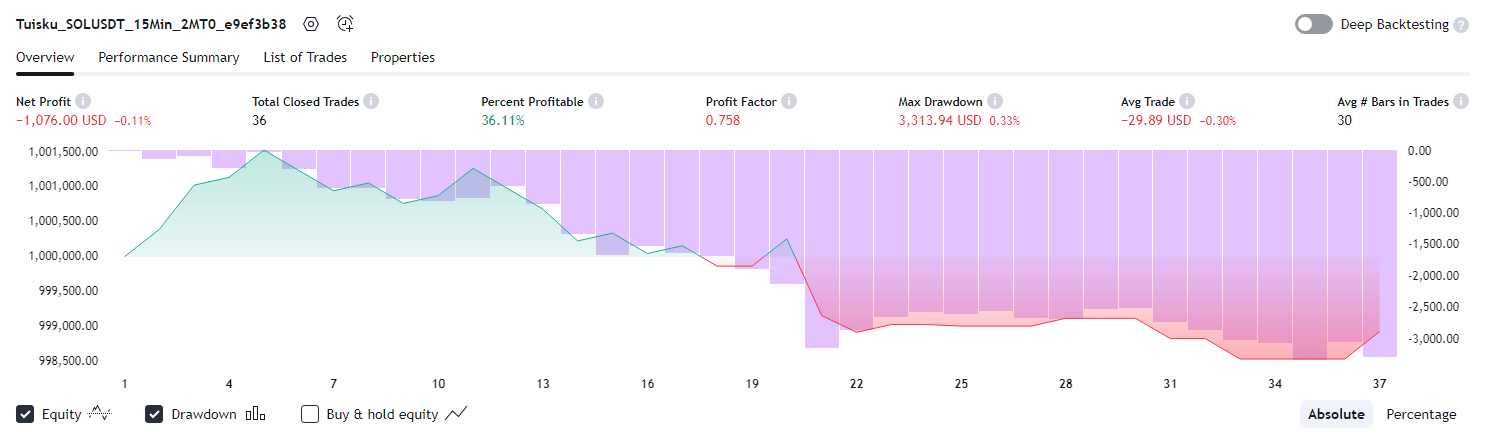 Tuisku_SOLUSDT_15Min_2MT0_e9ef3b38 Deep Backtesting ?
Overview Performance Summary List of Trades Properties
Net Profit i Total Closed Trades i Percent Profitable i Profit Factor i Max Drawdown i Avg Trade i Avg # Bars in Trades i
−1,076.00 USD −0.11% 36 36.11% 0.758 3,313.94 USD 0.33% −29.89 USD −0.30% 30
1,001,500.00 0.00
1,001,000.00 -500.00
1,000,500.00 -1,000.00
1,000,000.00 -1,500.00
999,500.00 -2,000.00
999,000.00 -2,500.00
998,500.00 -3,000.00
1 4 7 10 13 16 19 22 25 28 31 34 37
Equity Drawdown Buy & hold equity Absolute Percentage